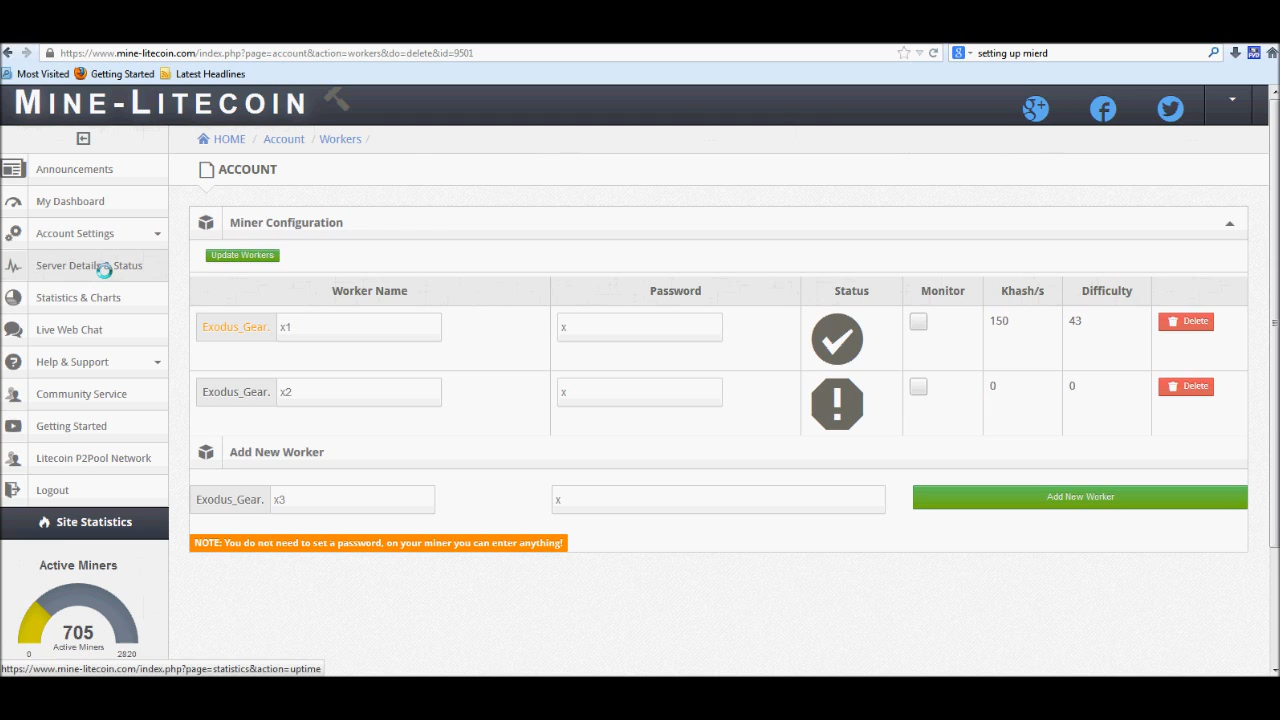 https://www.mine-litecoin.com/index.php?page=account&action=workers&do=delete&id=9501
setting up mierd
Most Visited Getting Started Latest Headlines
MINE-LITECOIN
HOME / Account / Workers /
ACCOUNT
Announcements
My Dashboard
Account Settings
Server Details & Status
Statistics & Charts
Live Web Chat
Help & Support
Community Service
Getting Started
Litecoin P2Pool Network
Logout
Site Statistics
Active Miners
705
Active Miners
0 2820
Miner Configuration
Update Workers
Worker Name Password Status Monitor Khash/s Difficulty
Exodus_Gear. x1 x 150 43 Delete
Exodus_Gear. x2 x 0 0 Delete
Add New Worker
Exodus_Gear. x3 x Add New Worker
NOTE: You do not need to set a password, on your miner you can enter anything!
https://www.mine-litecoin.com/index.php?page=statistics&action=uptime